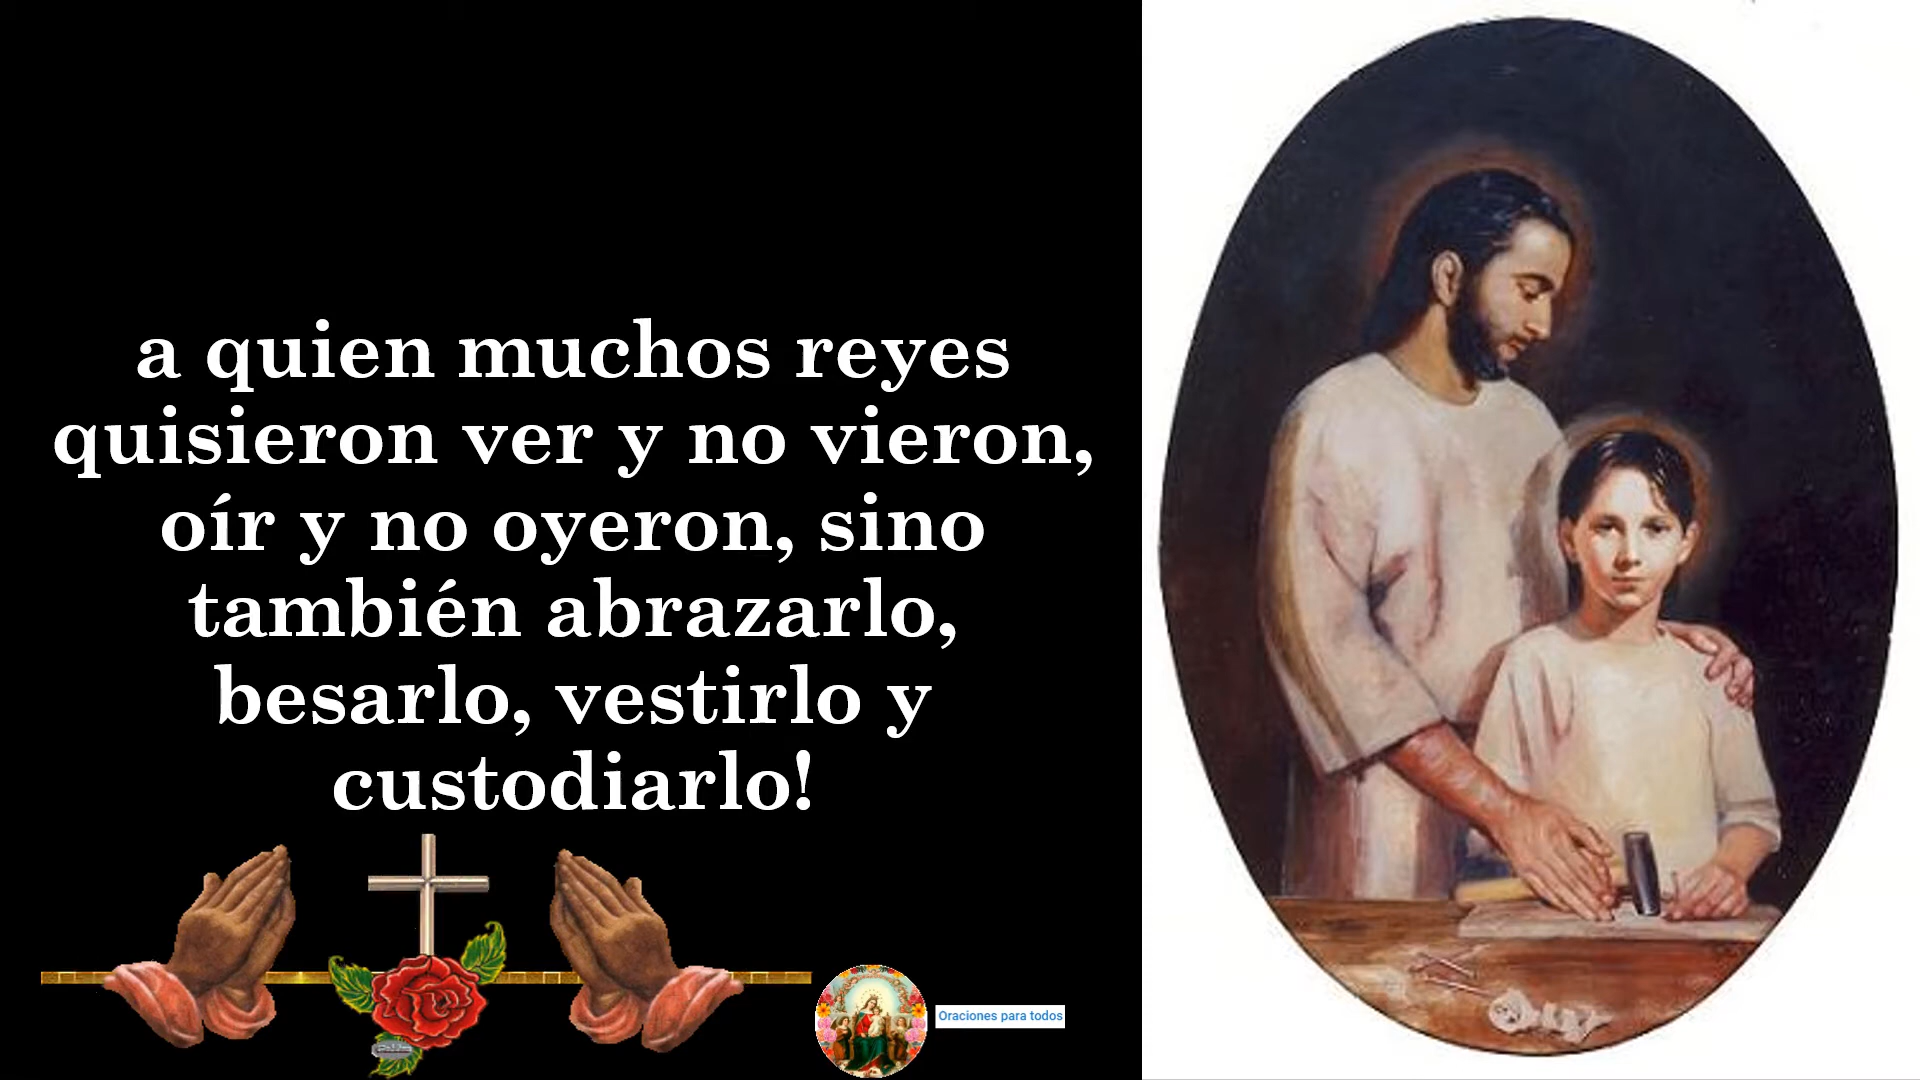 a quien muchos reyes
quisieron ver y no vieron,
oír y no oyeron, sino
también abrazarlo,
besarlo, vestirlo y
custodiarlo!
Oraciones para todos